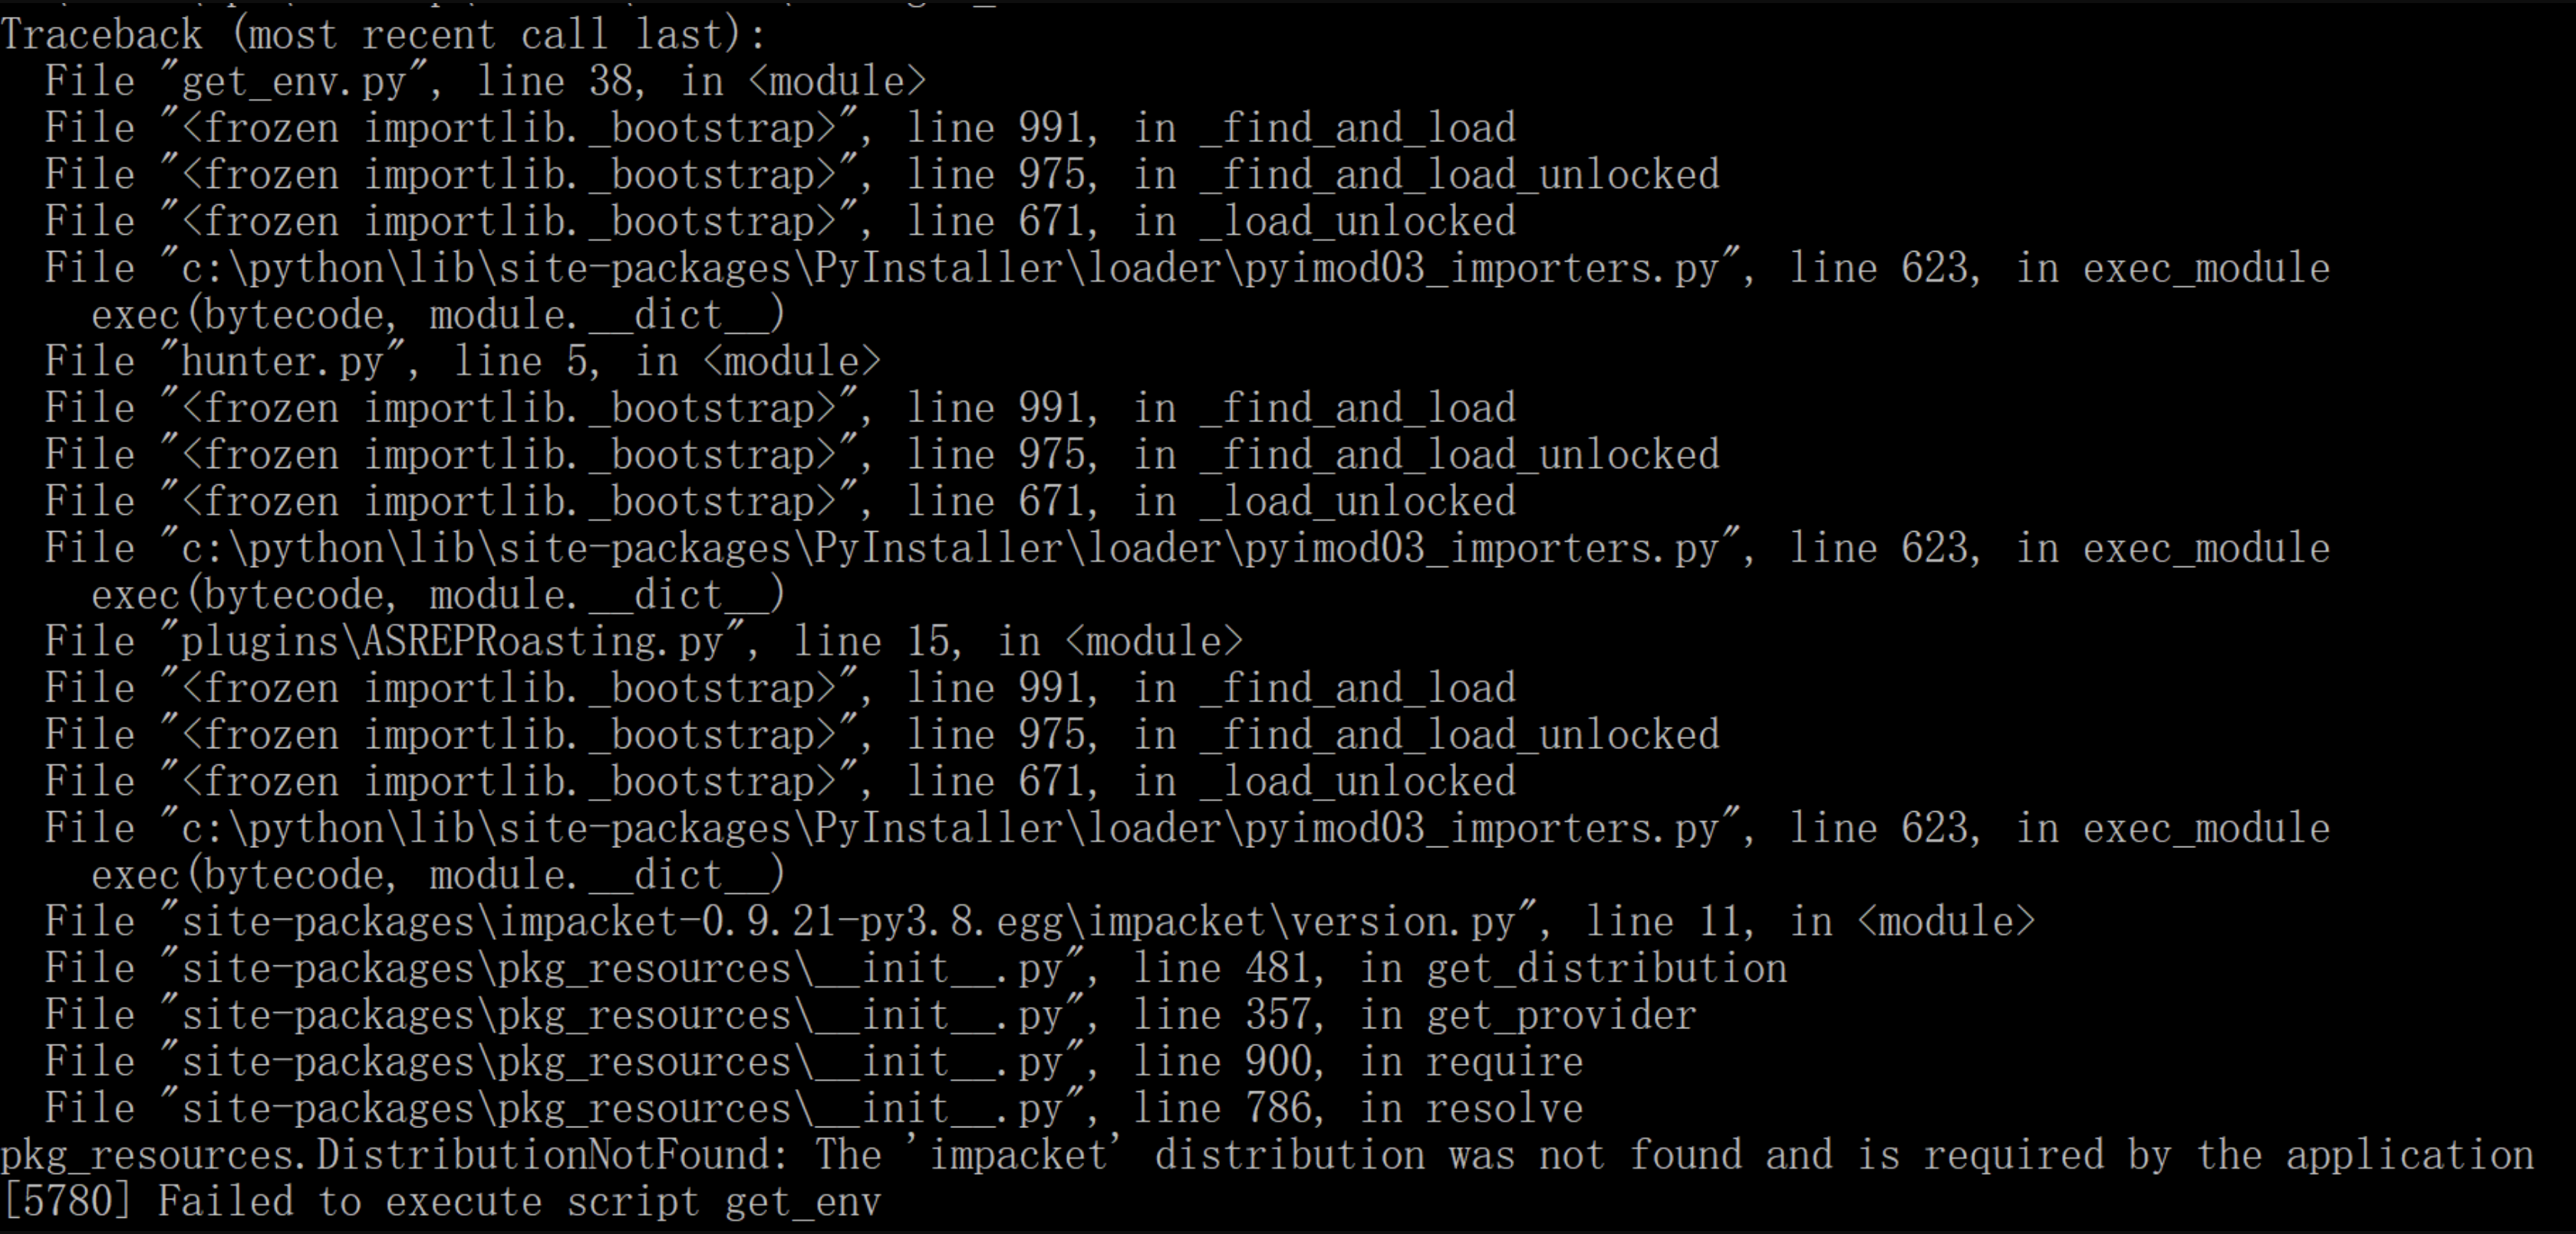 Traceback (most recent call last):
  File "get_env.py", line 38, in <module>
  File "<frozen importlib._bootstrap>", line 991, in _find_and_load
  File "<frozen importlib._bootstrap>", line 975, in _find_and_load_unlocked
  File "<frozen importlib._bootstrap>", line 671, in _load_unlocked
  File "c:\python\lib\site-packages\PyInstaller\loader\pyimod03_importers.py", line 623, in exec_module
    exec(bytecode, module.__dict__)
  File "hunter.py", line 5, in <module>
  File "<frozen importlib._bootstrap>", line 991, in _find_and_load
  File "<frozen importlib._bootstrap>", line 975, in _find_and_load_unlocked
  File "<frozen importlib._bootstrap>", line 671, in _load_unlocked
  File "c:\python\lib\site-packages\PyInstaller\loader\pyimod03_importers.py", line 623, in exec_module
    exec(bytecode, module.__dict__)
  File "plugins\ASREPRoasting.py", line 15, in <module>
  File "<frozen importlib._bootstrap>", line 991, in _find_and_load
  File "<frozen importlib._bootstrap>", line 975, in _find_and_load_unlocked
  File "<frozen importlib._bootstrap>", line 671, in _load_unlocked
  File "c:\python\lib\site-packages\PyInstaller\loader\pyimod03_importers.py", line 623, in exec_module
    exec(bytecode, module.__dict__)
  File "site-packages\impacket-0.9.21-py3.8.egg\impacket\version.py", line 11, in <module>
  File "site-packages\pkg_resources\__init__.py", line 481, in get_distribution
  File "site-packages\pkg_resources\__init__.py", line 357, in get_provider
  File "site-packages\pkg_resources\__init__.py", line 900, in require
  File "site-packages\pkg_resources\__init__.py", line 786, in resolve
pkg_resources.DistributionNotFound: The 'impacket' distribution was not found and is required by the application
[5780] Failed to execute script get_env